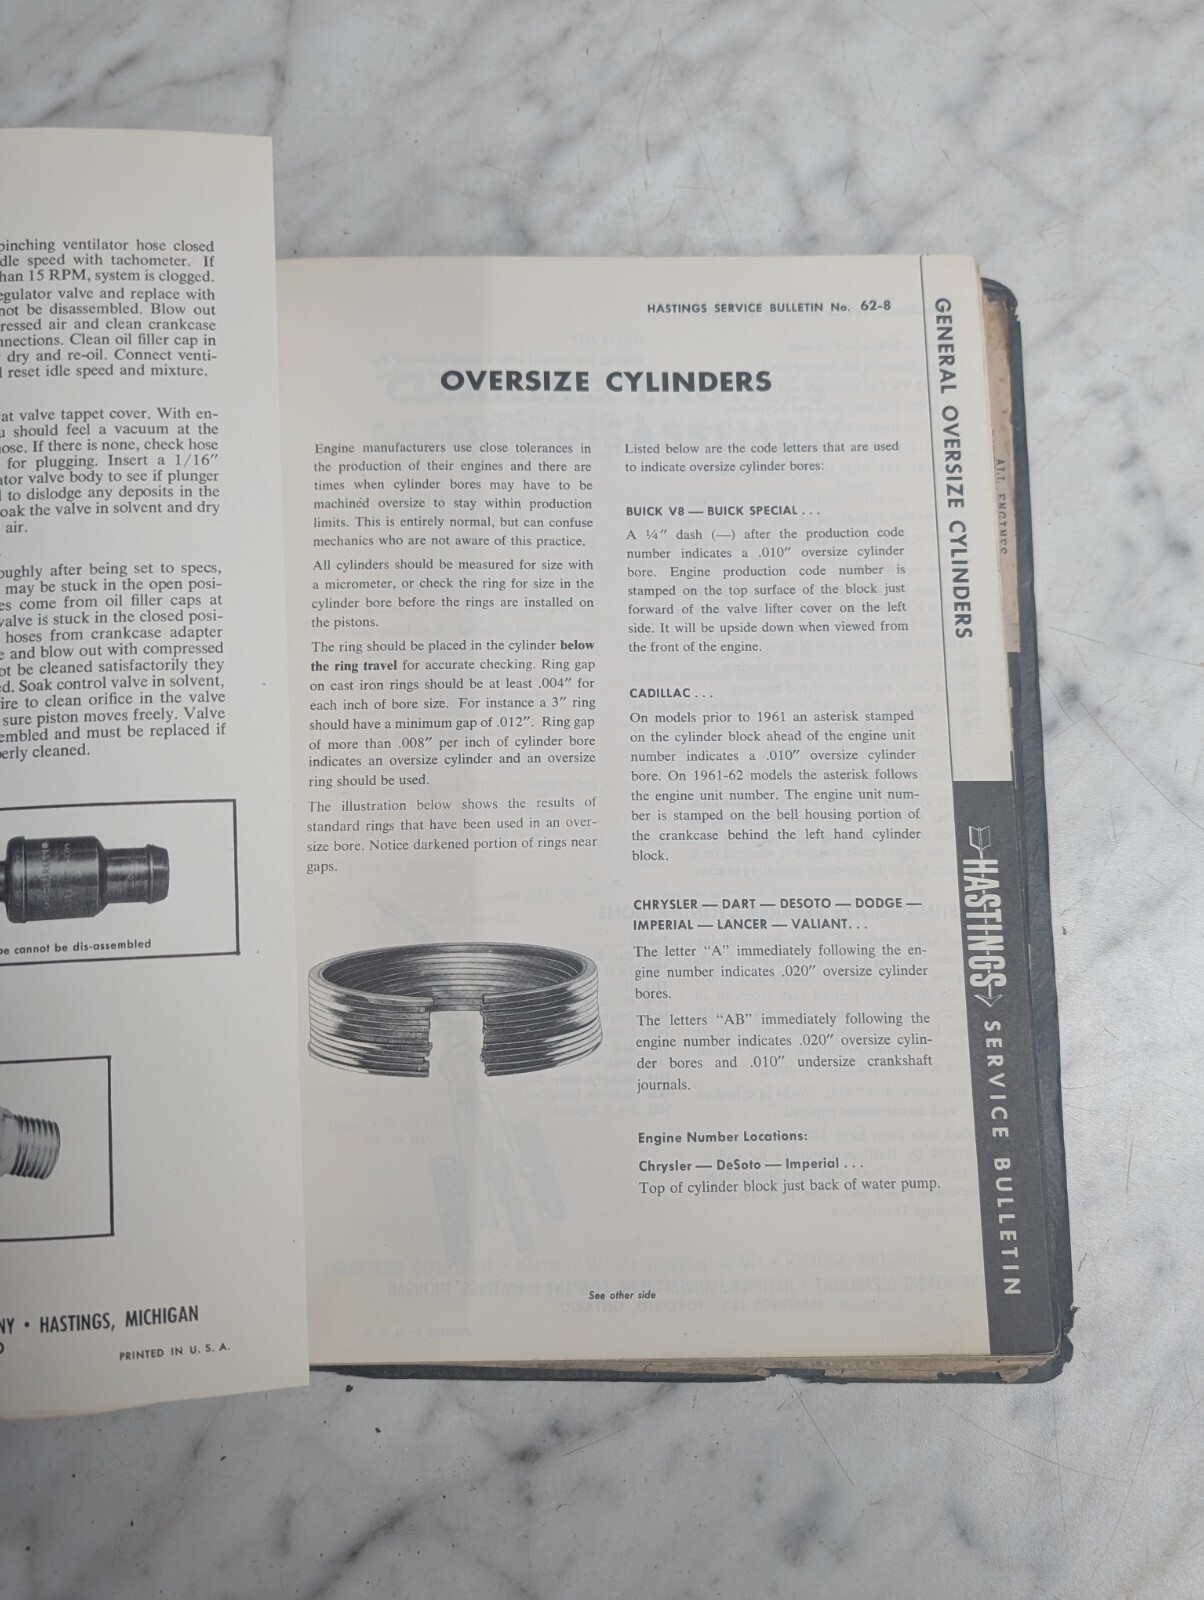 pinching ventilator hose closed
dle speed with tachometer. If
han 15 RPM, system is clogged.
egulator valve and replace with
not be disassembled. Blow out
ressed air and clean crankcase
nnections. Clean oil filler cap in
dry and re-oil. Connect venti-
reset idle speed and mixture.
at valve tappet cover. With en-
u should feel a vacuum at the
ose. If there is none, check hose
for plugging. Insert a 1/16"
ator valve body to see if plunger
to dislodge any deposits in the
oak the valve in solvent and dry
air.
oughly after being set to specs,
may be stuck in the open posi-
es come from oil filler caps at
valve is stuck in the closed posi-
hoses from crankcase adapter
e and blow out with compressed
ot be cleaned satisfactorily they
ed. Soak control valve in solvent,
ire to clean orifice in the valve
sure piston moves freely. Valve
embled and must be replaced if
erly cleaned.
pe cannot be dis-assembled
NY • HASTINGS, MICHIGAN
PRINTED IN U. S. A.
HASTINGS SERVICE BULLETIN No. 62-8
OVERSIZE CYLINDERS
Engine manufacturers use close tolerances in
the production of their engines and there are
times when cylinder bores may have to be
machined oversize to stay within production
limits. This is entirely normal, but can confuse
mechanics who are not aware of this practice.
All cylinders should be measured for size with
a micrometer, or check the ring for size in the
cylinder bore before the rings are installed on
the pistons.
The ring should be placed in the cylinder below
the ring travel for accurate checking. Ring gap
on cast iron rings should be at least .004" for
each inch of bore size. For instance a 3" ring
should have a minimum gap of .012". Ring gap
of more than .008" per inch of cylinder bore
indicates an oversize cylinder and an oversize
ring should be used.
The illustration below shows the results of
standard rings that have been used in an over-
size bore. Notice darkened portion of rings near
gaps.
Listed below are the code letters that are used
to indicate oversize cylinder bores:
BUICK V8 — BUICK SPECIAL . . .
A ¼" dash (—) after the production code
number indicates a .010" oversize cylinder
bore. Engine production code number is
stamped on the top surface of the block just
forward of the valve lifter cover on the left
side. It will be upside down when viewed from
the front of the engine.
CADILLAC . . .
On models prior to 1961 an asterisk stamped
on the cylinder block ahead of the engine unit
number indicates a .010" oversize cylinder
bore. On 1961-62 models the asterisk follows
the engine unit number. The engine unit num-
ber is stamped on the bell housing portion of
the crankcase behind the left hand cylinder
block.
CHRYSLER — DART — DESOTO — DODGE —
IMPERIAL — LANCER — VALIANT. . .
The letter "A" immediately following the en-
gine number indicates .020" oversize cylinder
bores.
The letters "AB" immediately following the
engine number indicates .020" oversize cylin-
der bores and .010" undersize crankshaft
journals.
Engine Number Locations:
Chrysler — DeSoto — Imperial . . .
Top of cylinder block just back of water pump.
See other side
GENERAL OVERSIZE CYLINDERS
HASTINGS SERVICE BULLETIN
ALL ENGINES